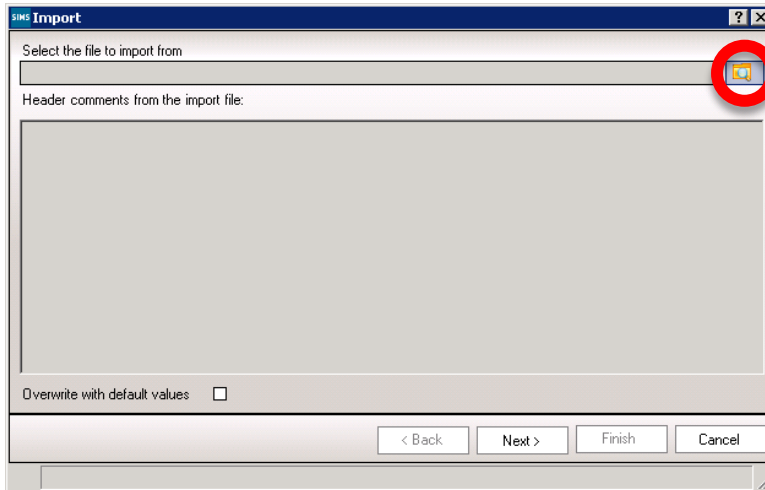 SIMS Import ? X
Select the file to import from
Header comments from the import file:
Overwrite with default values
< Back Next > Finish Cancel